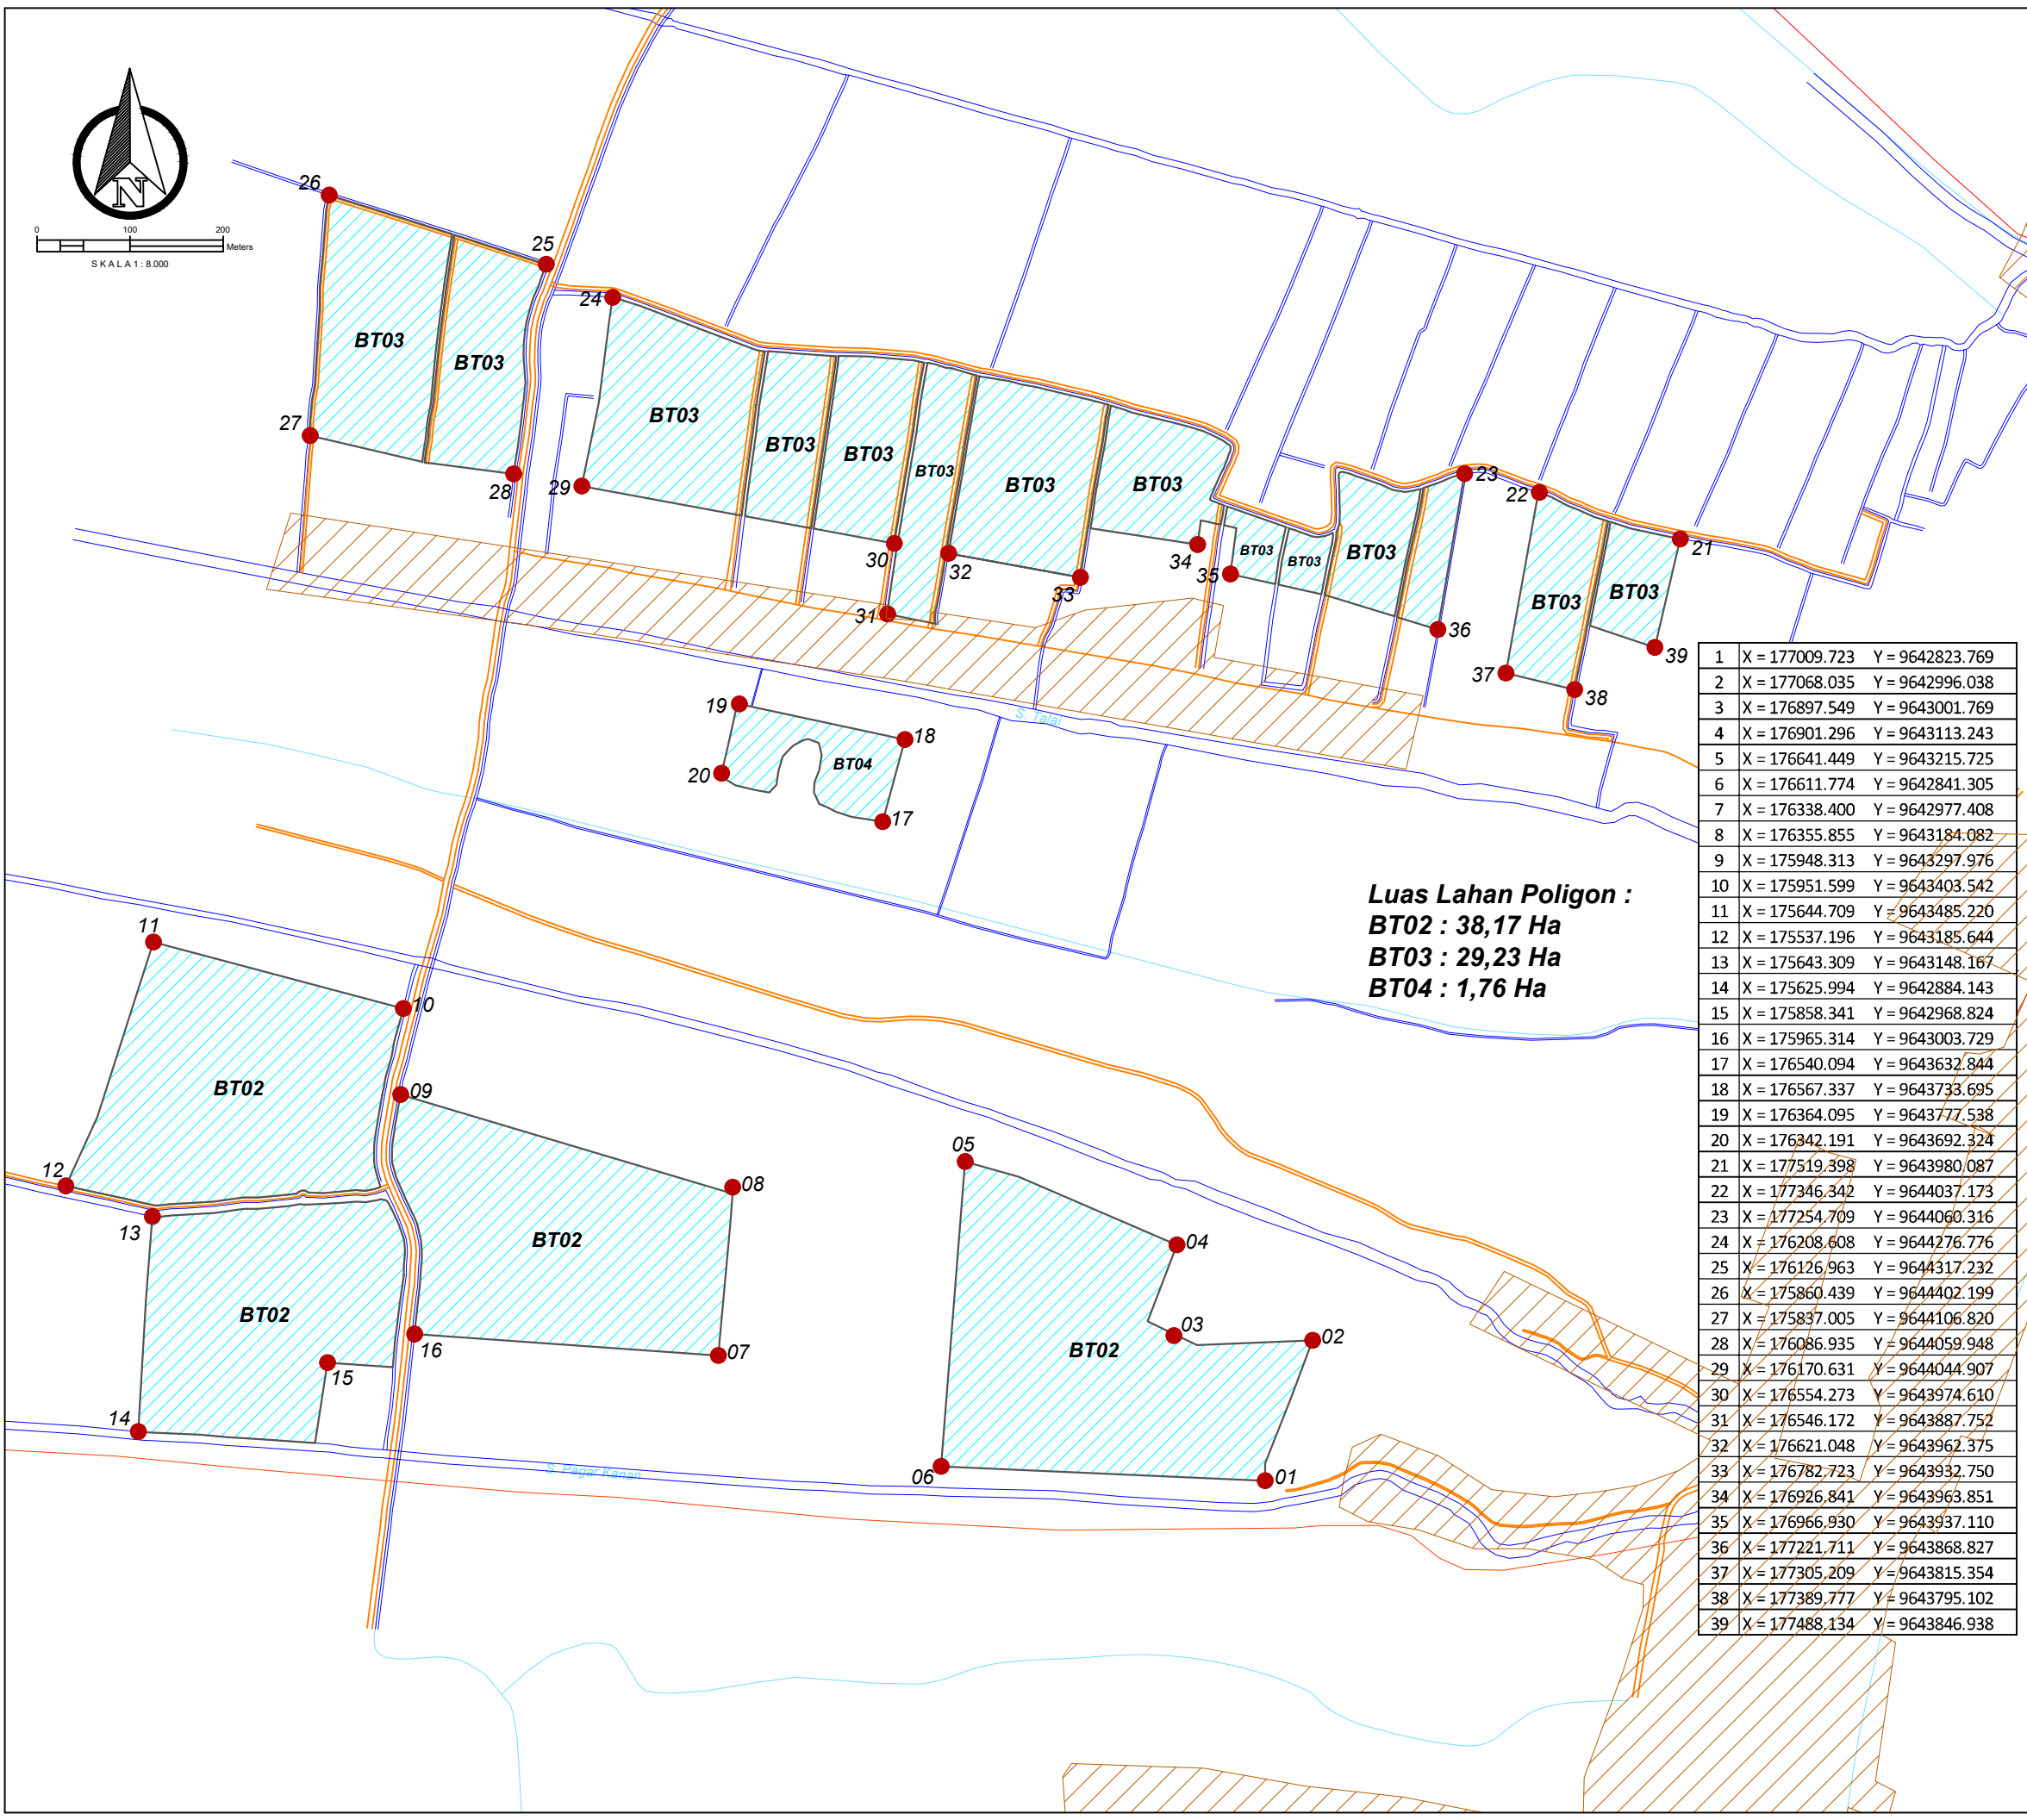 26
25
24
N
0 100 200
Meters
S K A L A 1 : 8.000
BT03
BT03
BT03
BT03
BT03
BT03
BT03
BT03
27
28
29
30
31
32
33
34
35
BT03
BT03
BT03
23
22
21
BT03
BT03
36
37
38
39
S. Talai
19
18
BT04
20
17
Luas Lahan Poligon :
BT02 : 38,17 Ha
BT03 : 29,23 Ha
BT04 : 1,76 Ha
11
10
BT02
09
12
13
05
08
04
BT02
BT02
03
02
BT02
16
07
15
14
06
01
S. Pagar Kanan
1 X = 177009.723 Y = 9642823.769
2 X = 177068.035 Y = 9642996.038
3 X = 176897.549 Y = 9643001.769
4 X = 176901.296 Y = 9643113.243
5 X = 176641.449 Y = 9643215.725
6 X = 176611.774 Y = 9642841.305
7 X = 176338.400 Y = 9642977.408
8 X = 176355.855 Y = 9643184.082
9 X = 175948.313 Y = 9643297.976
10 X = 175951.599 Y = 9643403.542
11 X = 175644.709 Y = 9643485.220
12 X = 175537.196 Y = 9643185.644
13 X = 175643.309 Y = 9643148.167
14 X = 175625.994 Y = 9642884.143
15 X = 175858.341 Y = 9642968.824
16 X = 175965.314 Y = 9643003.729
17 X = 176540.094 Y = 9643632.844
18 X = 176567.337 Y = 9643733.695
19 X = 176364.095 Y = 9643777.538
20 X = 176342.191 Y = 9643692.324
21 X = 177519.398 Y = 9643980.087
22 X = 177346.342 Y = 9644037.173
23 X = 177254.709 Y = 9644060.316
24 X = 176208.608 Y = 9644276.776
25 X = 176126.963 Y = 9644317.232
26 X = 175860.439 Y = 9644402.199
27 X = 175837.005 Y = 9644106.820
28 X = 176086.935 Y = 9644059.948
29 X = 176170.631 Y = 9644044.907
30 X = 176554.273 Y = 9643974.610
31 X = 176546.172 Y = 9643887.752
32 X = 176621.048 Y = 9643962.375
33 X = 176782.723 Y = 9643932.750
34 X = 176926.841 Y = 9643963.851
35 X = 176966.930 Y = 9643937.110
36 X = 177221.711 Y = 9643868.827
37 X = 177305.209 Y = 9643815.354
38 X = 177389.777 Y = 9643795.102
39 X = 177488.134 Y = 9643846.938